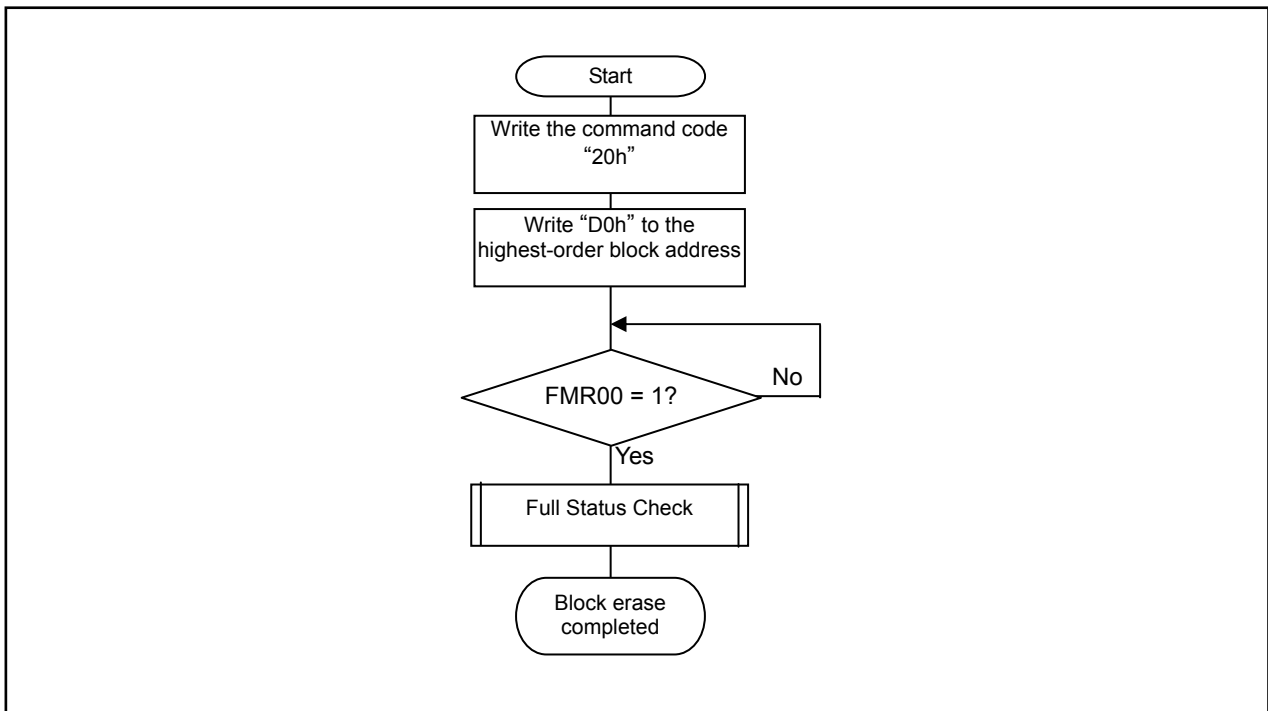 Start
Write the command code
“20h”
Write “D0h” to the
highest-order block address
FMR00 = 1?
No
Yes
Full Status Check
Block erase
completed